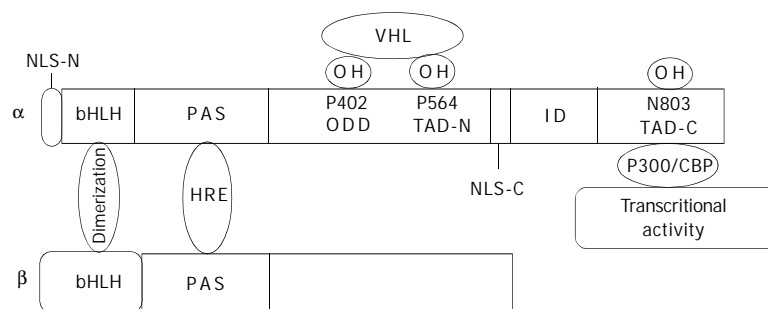 VHL
NLS-N
OH OH OH
α bHLH PAS P402 P564 ID N803
ODD TAD-N TAD-C
Dimerization HRE NLS-C P300/CBP
Transcritional
activity
β bHLH PAS